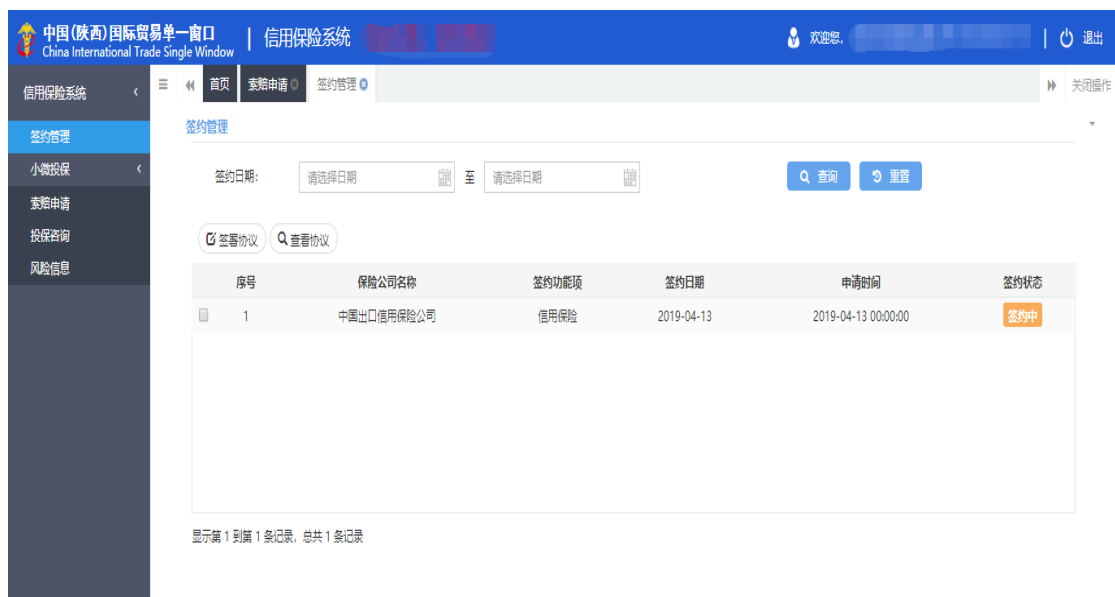 中国(陕西)国际贸易单一窗口 | 信用保险系统 欢迎您, | 退出
China International Trade Single Window
信用保险系统 首页 索赔申请 签约管理 关闭操作
签约管理
小微投保
索赔申请
投保咨询
风险信息
签约管理
签约日期: 请选择日期 至 请选择日期 查询 重置
签署协议 查看协议
序号 保险公司名称 签约功能项 签约日期 申请时间 签约状态
1 中国出口信用保险公司 信用保险 2019-04-13 2019-04-13 00:00:00 签约中
显示第 1 到第 1 条记录, 总共 1 条记录